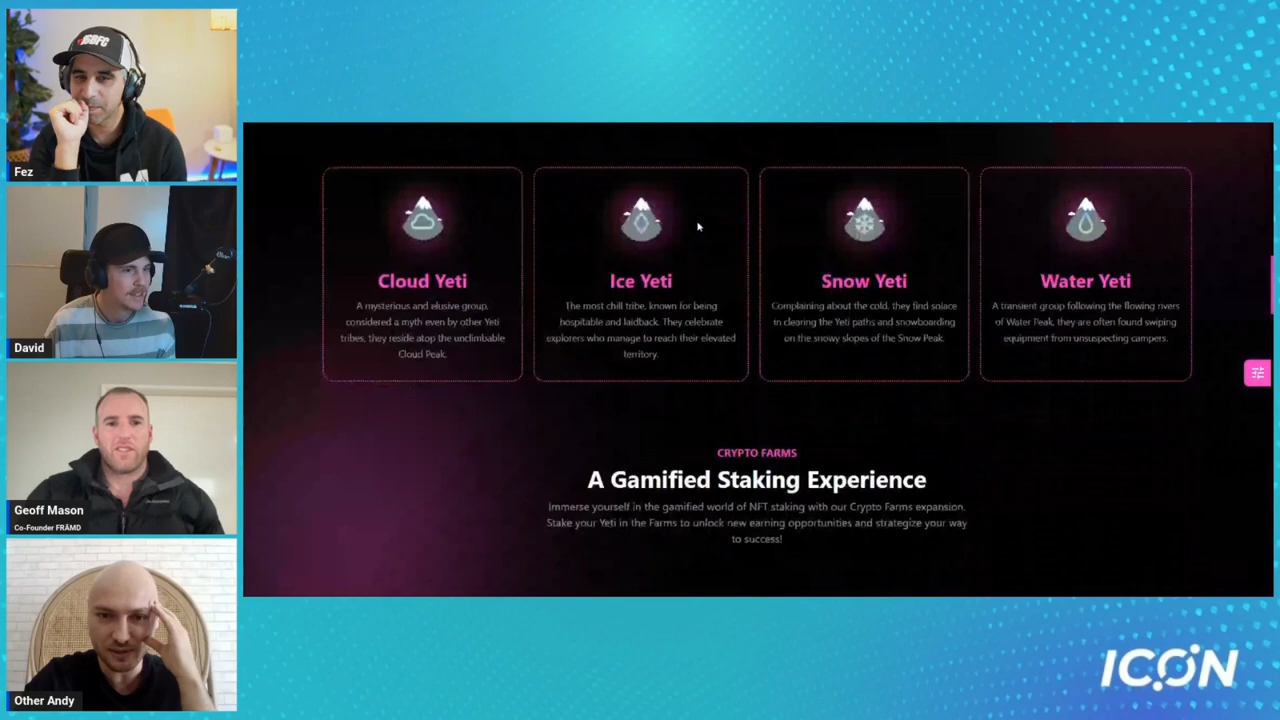 Fez
David
Geoff Mason
Co-Founder FRÄMD
Other Andy
Cloud Yeti
A mysterious and elusive group,
considered a myth even by other Yeti
tribes, they reside atop the unclimbable
Cloud Peak.
Ice Yeti
The most chill tribe, known for being
hospitable and laidback. They celebrate
explorers who manage to reach their elevated
territory.
Snow Yeti
Complaining about the cold, they find solace
in clearing the Yeti paths and snowboarding
on the snowy slopes of the Snow Peak.
Water Yeti
A transient group following the flowing rivers
of Water Peak, they are often found swiping
equipment from unsuspecting campers.
CRYPTO FARMS
A Gamified Staking Experience
Immerse yourself in the gamified world of NFT staking with our Crypto Farms expansion.
Stake your Yeti in the Farms to unlock new earning opportunities and strategize your way
to success!
ICON